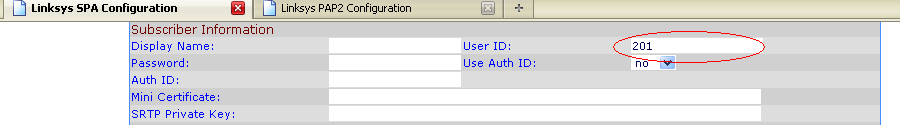 Linksys SPA Configuration Linksys PAP2 Configuration
Subscriber Information
Display Name: User ID: 201
Password: Use Auth ID: no
Auth ID:
Mini Certificate:
SRTP Private Key: